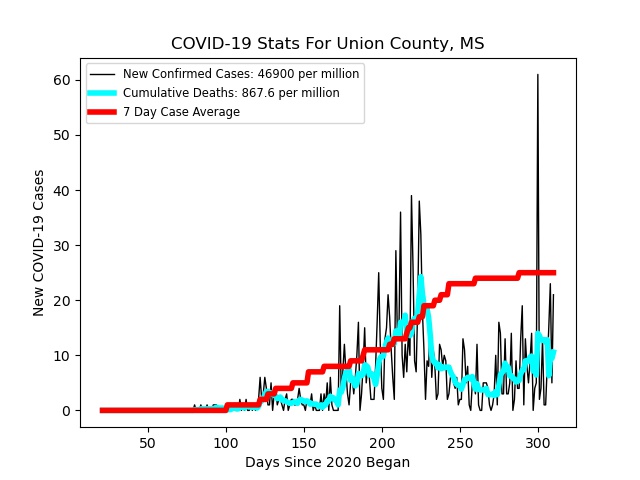 COVID-19 Stats For Union County, MS
New Confirmed Cases: 46900 per million
Cumulative Deaths: 867.6 per million
7 Day Case Average
New COVID-19 Cases
60
50
40
30
20
10
0
50 100 150 200 250 300
Days Since 2020 Began